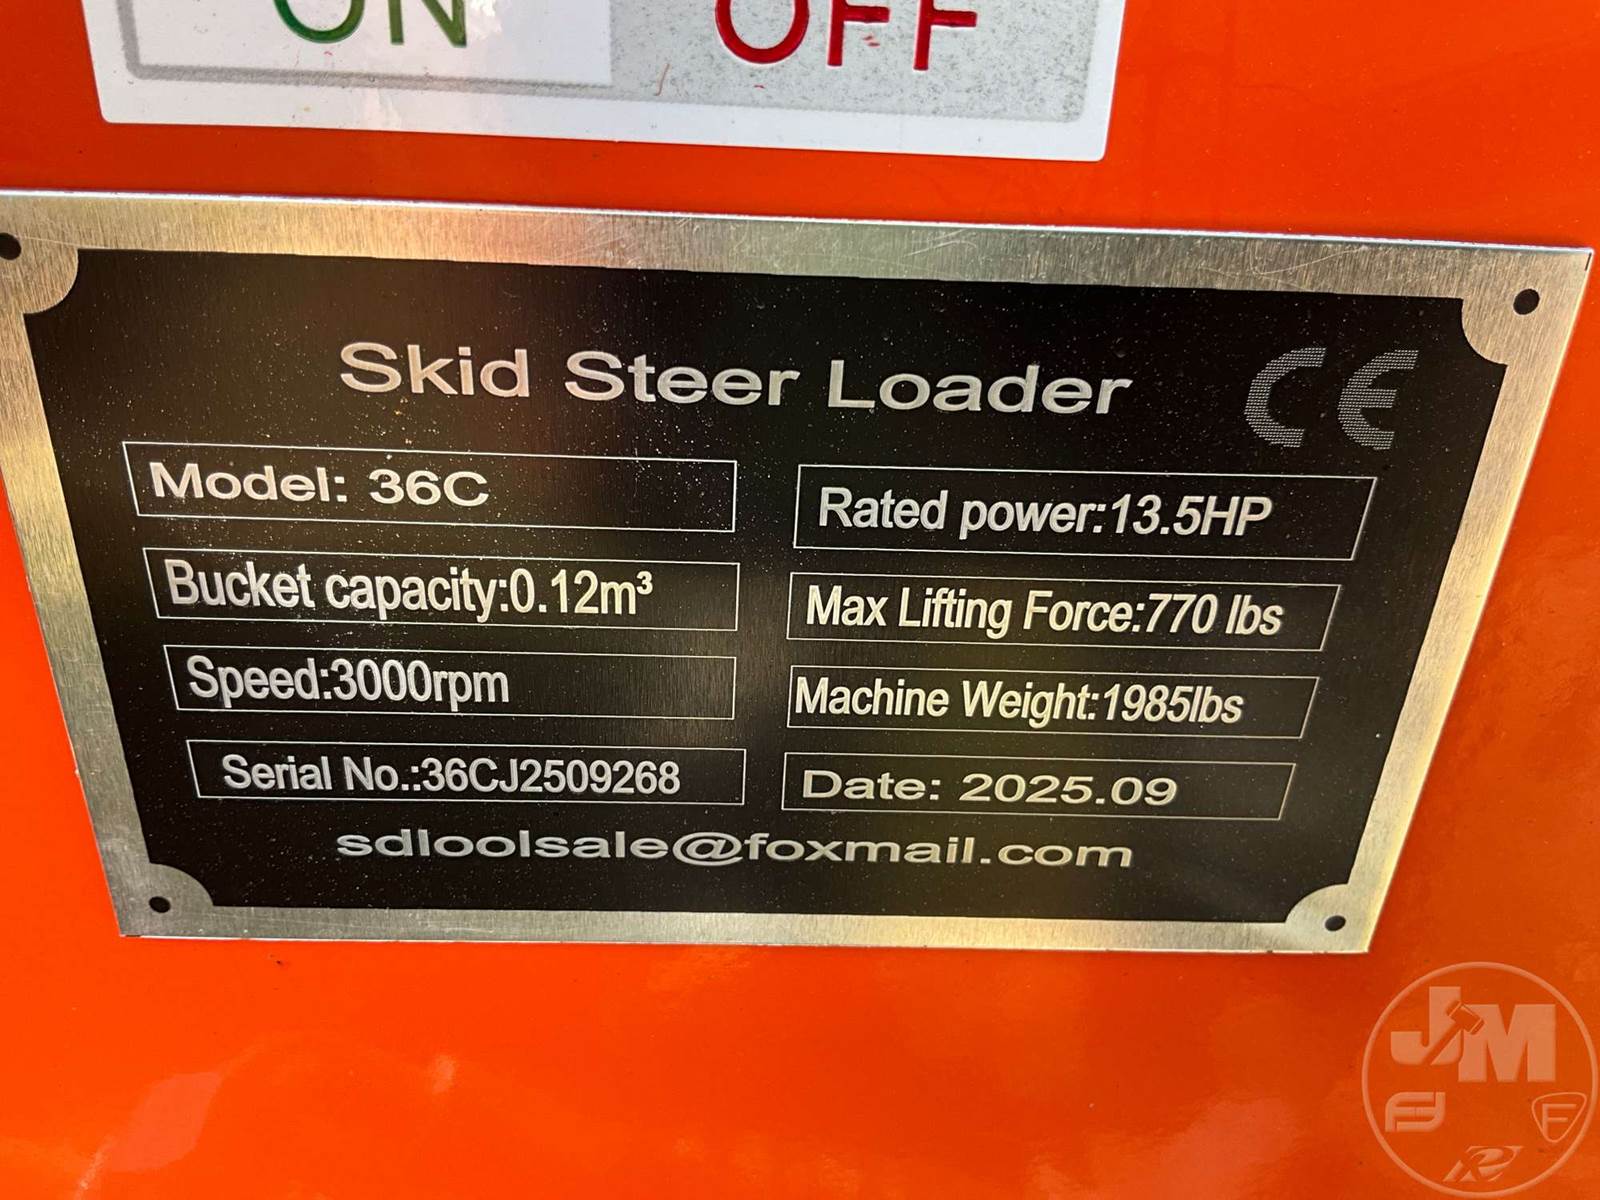 ON OFF
Skid Steer Loader CE
Model: 36C
Rated power:13.5HP
Bucket capacity:0.12m³
Max Lifting Force:770 lbs
Speed:3000rpm
Machine Weight:1985lbs
Serial No.:36CJ2509268
Date: 2025.09
sdloolsale@foxmail.com
JM
F